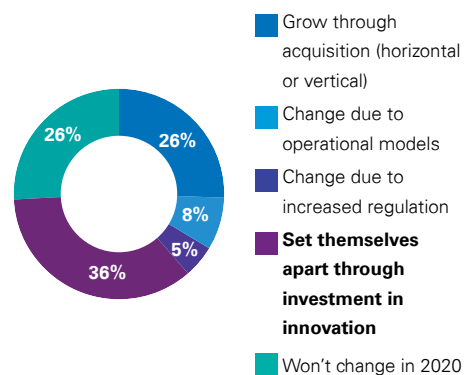 26%
26%
8%
5%
36%
Grow through
acquisition (horizontal
or vertical)
Change due to
operational models
Change due to
increased regulation
Set themselves
apart through
investment in
innovation
Won’t change in 2020